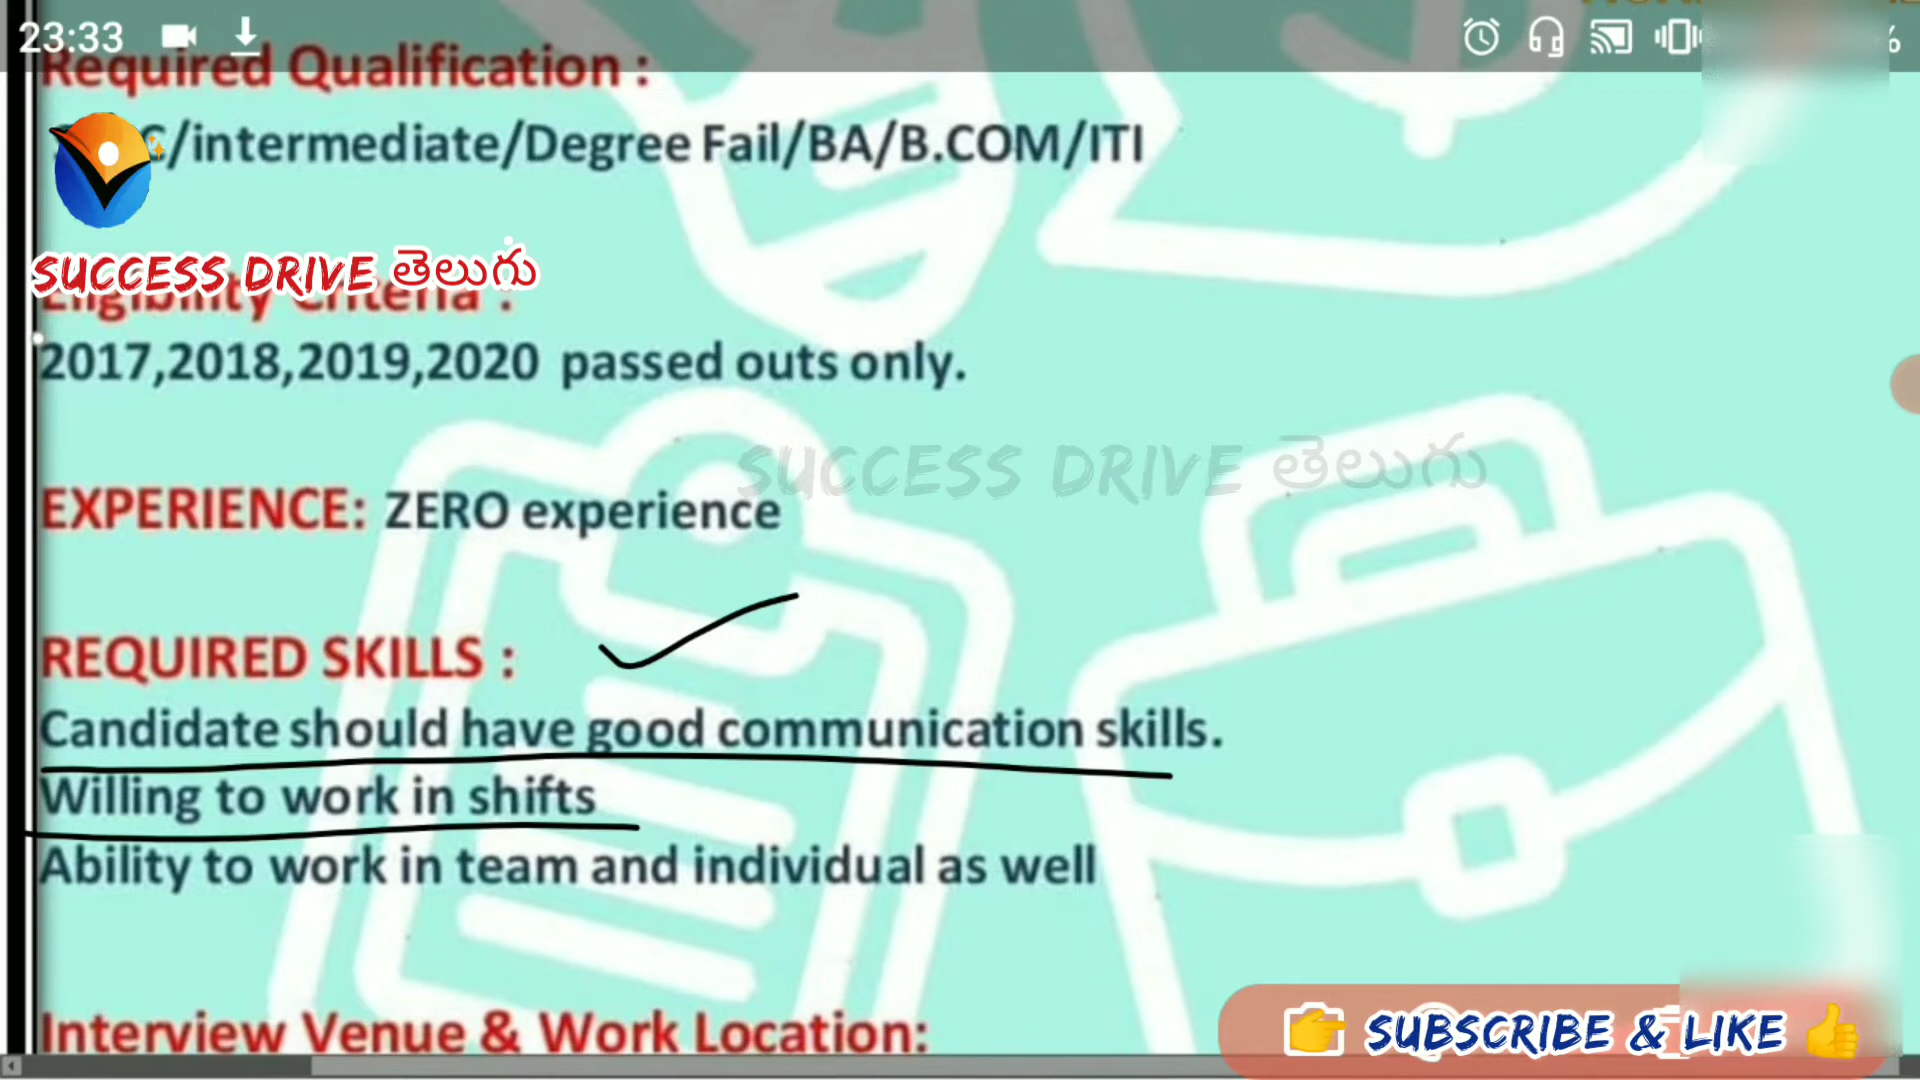 23:33
Required Qualification :
/intermediate/Degree Fail/BA/B.COM/ITI
SUCCESS DRIVE తెలుగు
Eligibility Criteria :
2017,2018,2019,2020 passed outs only.
SUCCESS DRIVE తెలుగు
EXPERIENCE: ZERO experience
REQUIRED SKILLS :
Candidate should have good communication skills.
Willing to work in shifts
Ability to work in team and individual as well
Interview Venue & Work Location:
SUBSCRIBE & LIKE